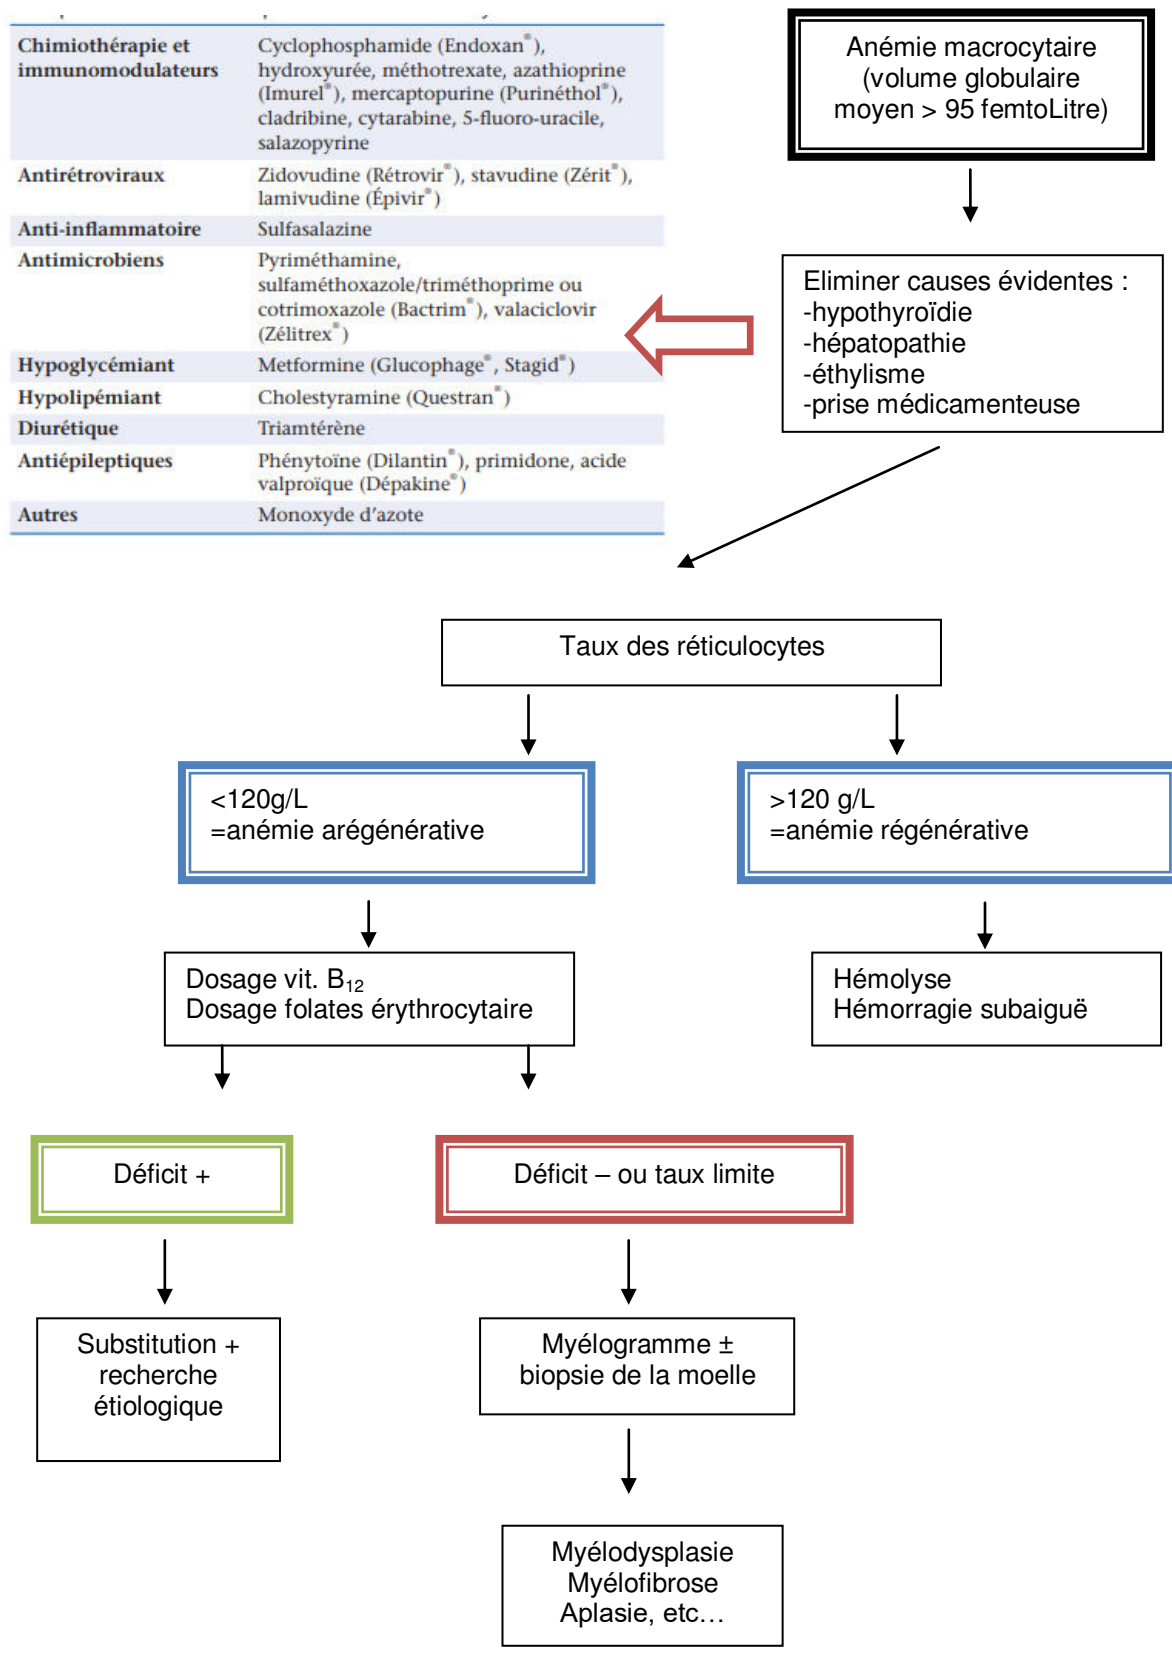 Chimiothérapie et immunomodulateurs
Cyclophosphamide (Endoxan®),
hydroxyurée, méthotrexate, azathioprine
(Imurel®), mercaptopurine (Purinéthol®),
cladribine, cytarabine, 5-fluoro-uracile,
salazopyrine
Antirétroviraux
Zidovudine (Rétrovir®), stavudine (Zérit®),
lamivudine (Épivir®)
Anti-inflammatoire
Sulfasalazine
Antimicrobiens
Pyriméthamine,
sulfaméthoxazole/triméthoprime ou
cotrimoxazole (Bactrim®), valaciclovir
(Zélitrex®)
Hypoglycémiant
Metformine (Glucophage®, Stagid®)
Hypolipémiant
Cholestyramine (Questran®)
Diurétique
Triamtérène
Antiépileptiques
Phénytoïne (Dilantin®), primidone, acide
valproïque (Dépakine®)
Autres
Monoxyde d'azote
Anémie macrocytaire
(volume globulaire
moyen > 95 femtoLitre)
Eliminer causes évidentes :
-hypothyroïdie
-hépatopathie
-éthylisme
-prise médicamenteuse
Taux des réticulocytes
<120g/L
=anémie arégénérative
>120 g/L
=anémie régénérative
Dosage vit. B12
Dosage folates érythrocytaire
Hémolyse
Hémorragie subaiguë
Déficit +
Déficit – ou taux limite
Substitution +
recherche
étiologique
Myélogramme ±
biopsie de la moelle
Myélodysplasie
Myélofibrose
Aplasie, etc…